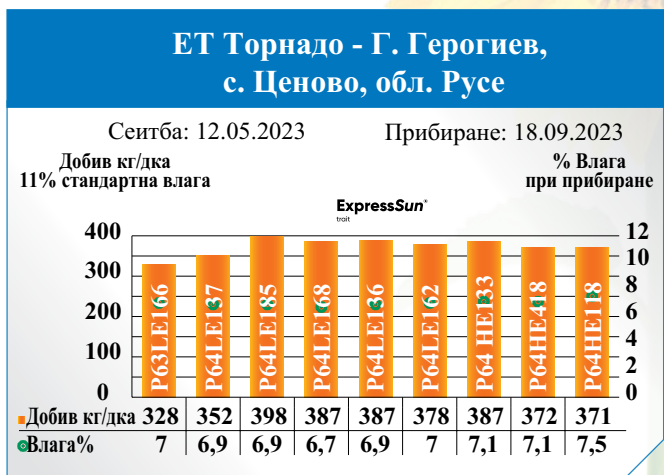 ЕТ Торнадо - Г. Герогиев,
с. Ценово, обл. Русе
Сеитба: 12.05.2023 Прибиране: 18.09.2023
Добив кг/дка
11% стандартна влага
% Влага
при прибиране
ExpressSun®
trait
400 12
300 10
200 8
100 6
0 4
2
0
P63LE166 P64LE137 P64LE185 P64LE168 P64LE136 P64LE162 P64 HE133 P64HE418 P64HE118
Добив кг/дка 328 352 398 387 387 378 387 372 371
Влага% 7 6,9 6,9 6,7 6,9 7 7,1 7,1 7,5